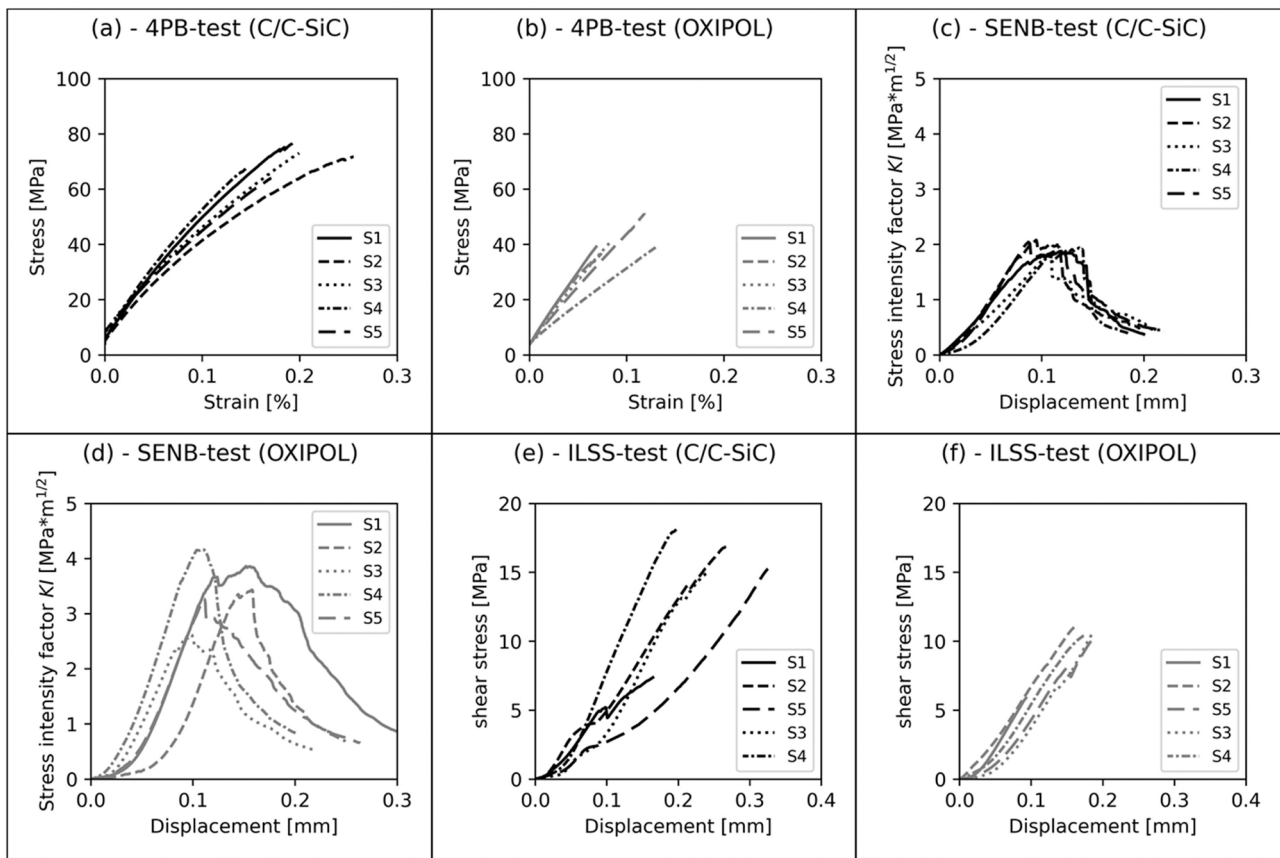 (a) - 4PB-test (C/C-SiC)
100
80
60
40
20
0
Stress [MPa]
0.0 0.1 0.2 0.3
Strain [%]
S1
S2
S3
S4
S5
(b) - 4PB-test (OXIPOL)
100
80
60
40
20
0
Stress [MPa]
0.0 0.1 0.2 0.3
Strain [%]
S1
S2
S3
S4
S5
(c) - SENB-test (C/C-SiC)
5
4
3
2
1
0
Stress intensity factor KI [MPa*m^1/2]
0.0 0.1 0.2 0.3
Displacement [mm]
S1
S2
S3
S4
S5
(d) - SENB-test (OXIPOL)
5
4
3
2
1
0
Stress intensity factor KI [MPa*m^1/2]
0.0 0.1 0.2 0.3
Displacement [mm]
S1
S2
S3
S4
S5
(e) - ILSS-test (C/C-SiC)
20
15
10
5
0
shear stress [MPa]
0.0 0.1 0.2 0.3 0.4
Displacement [mm]
S1
S2
S5
S3
S4
(f) - ILSS-test (OXIPOL)
20
15
10
5
0
shear stress [MPa]
0.0 0.1 0.2 0.3 0.4
Displacement [mm]
S1
S2
S5
S3
S4